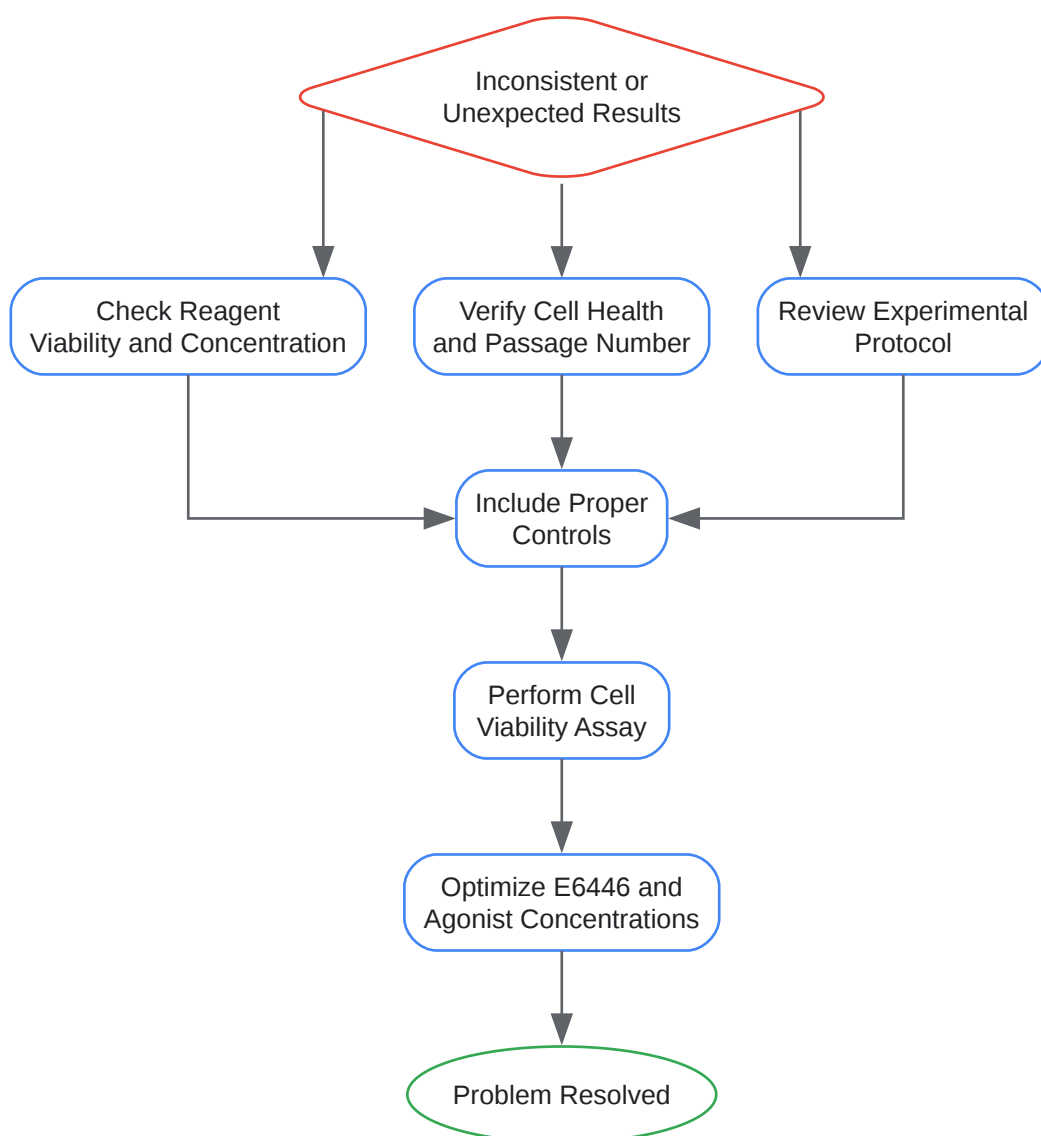 Inconsistent or
Unexpected Results
Check Reagent
Viability and Concentration
Verify Cell Health
and Passage Number
Review Experimental
Protocol
Include Proper
Controls
Perform Cell
Viability Assay
Optimize E6446 and
Agonist Concentrations
Problem Resolved